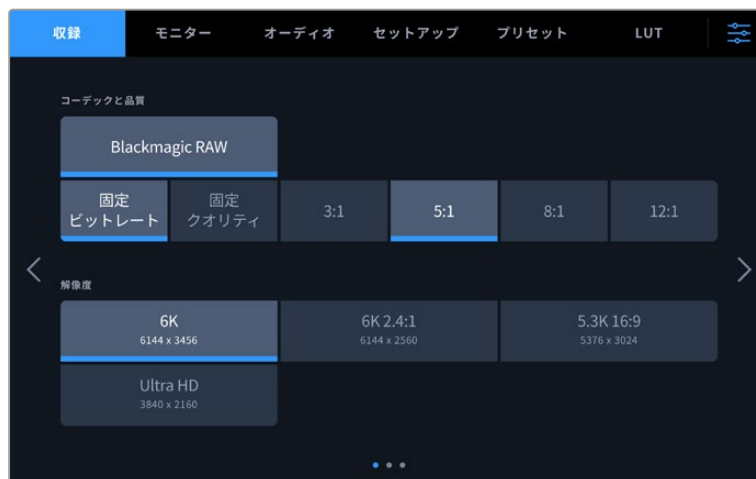 収録 モニター オーディオ セットアップ プリセット LUT
コーデックと品質
Blackmagic RAW
固定 固定
ビットレート クオリティ 3:1 5:1 8:1 12:1
解像度
6K 6K 2.4:1 5.3K 16:9
6144 x 3456 6144 x 2560 5376 x 3024
Ultra HD
3840 x 2160